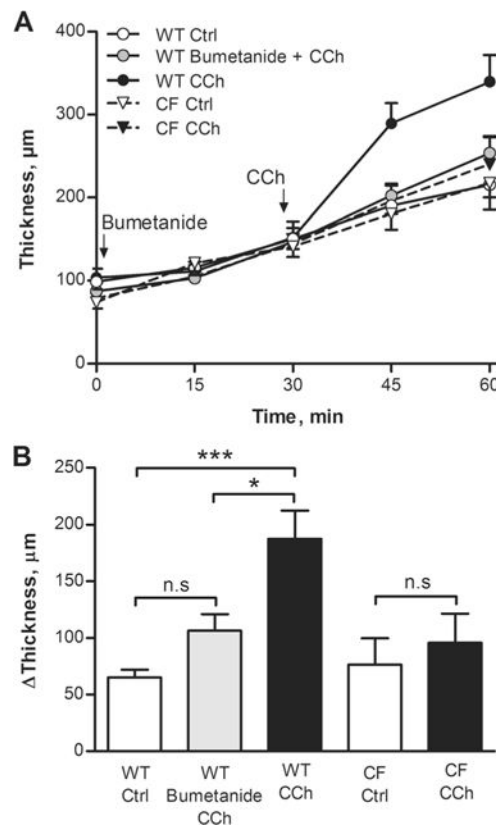 A
WT Ctrl
WT Bumetanide + CCh
WT CCh
CF Ctrl
CF CCh
400
300
200
100
0
Thickness, µm
Bumetanide
CCh
0 15 30 45 60
Time, min
B
250
200
150
100
50
0
ΔThickness, µm
***
*
n.s
n.s
WT WT WT CF CF
Ctrl Bumetanide CCh Ctrl CCh
CCh